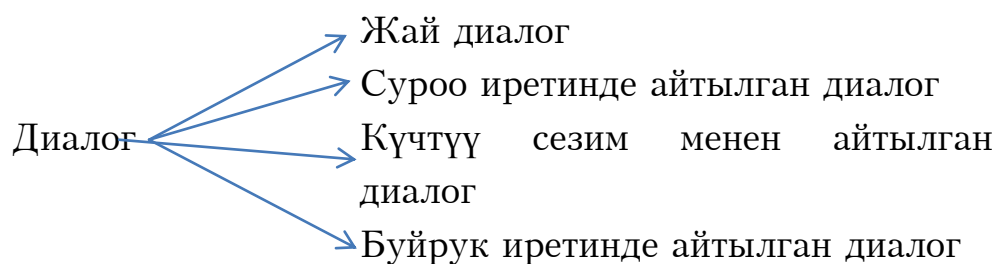 Жай диалог
Суроо иретинде айтылган диалог
Диалог
Күчтүү сезим менен айтылган
диалог
Буйрук иретинде айтылган диалог